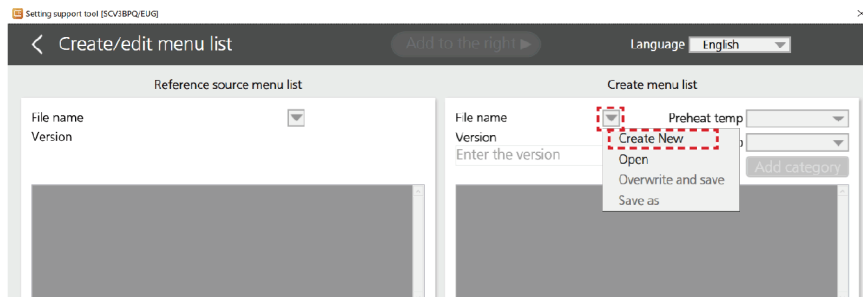 Setting support tool [SCV3BPQ/EUG]
Create/edit menu list
Add to the right ▶
Language English
Reference source menu list
Create menu list
File name
Version
File name
Preheat temp
Version
Enter the version
Create New
Open
Overwrite and save
Save as
Add category